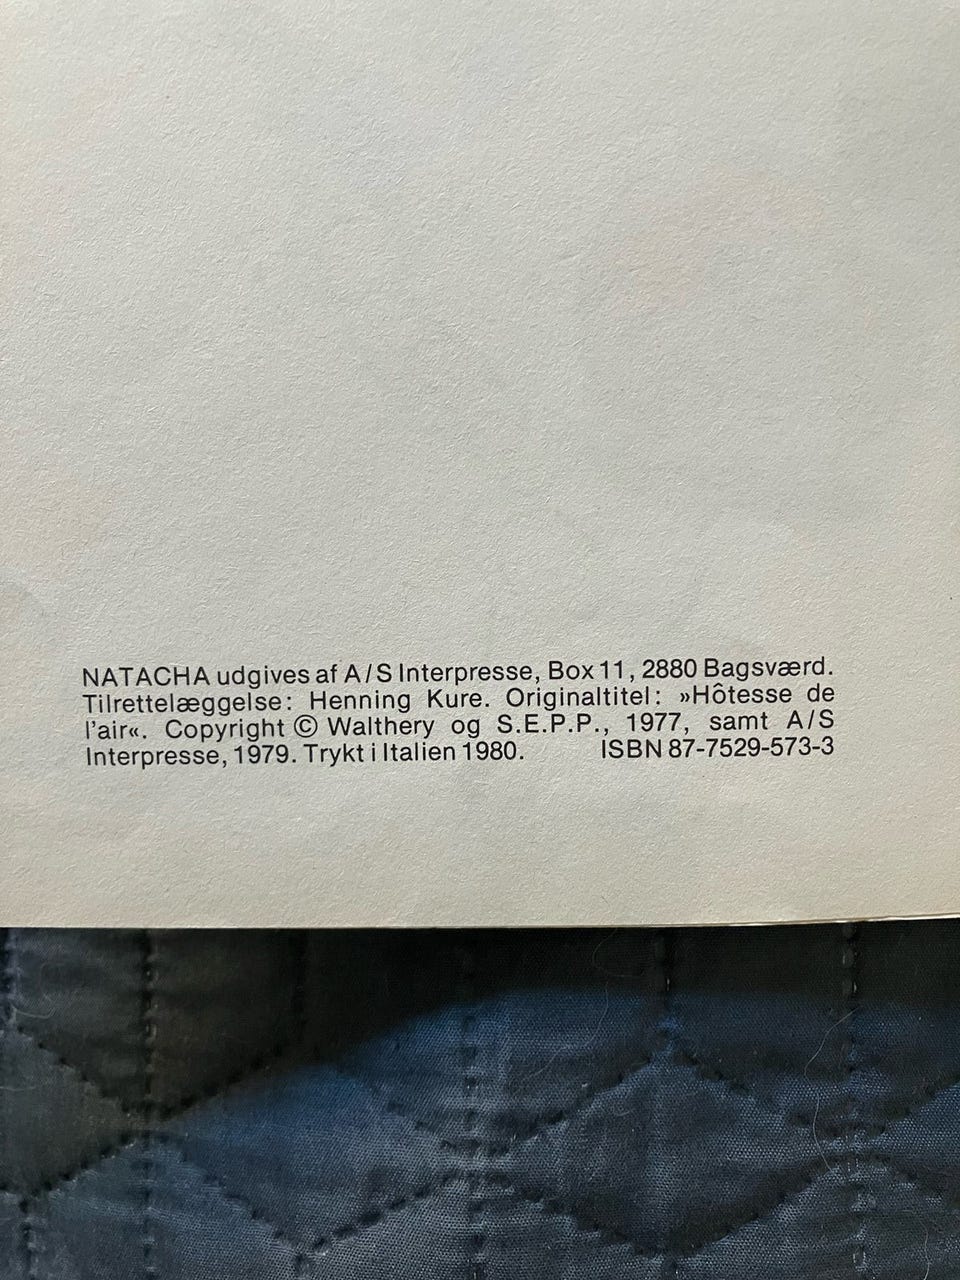 NATACHA udgives af A/S Interpresse, Box 11, 2880 Bagsværd.
Tilrettelæggelse: Henning Kure. Originaltitel: »Hôtesse de
l'air«. Copyright © Walthery og S.E.P.P., 1977, samt A/S
Interpresse, 1979. Trykt i Italien 1980. ISBN 87-7529-573-3